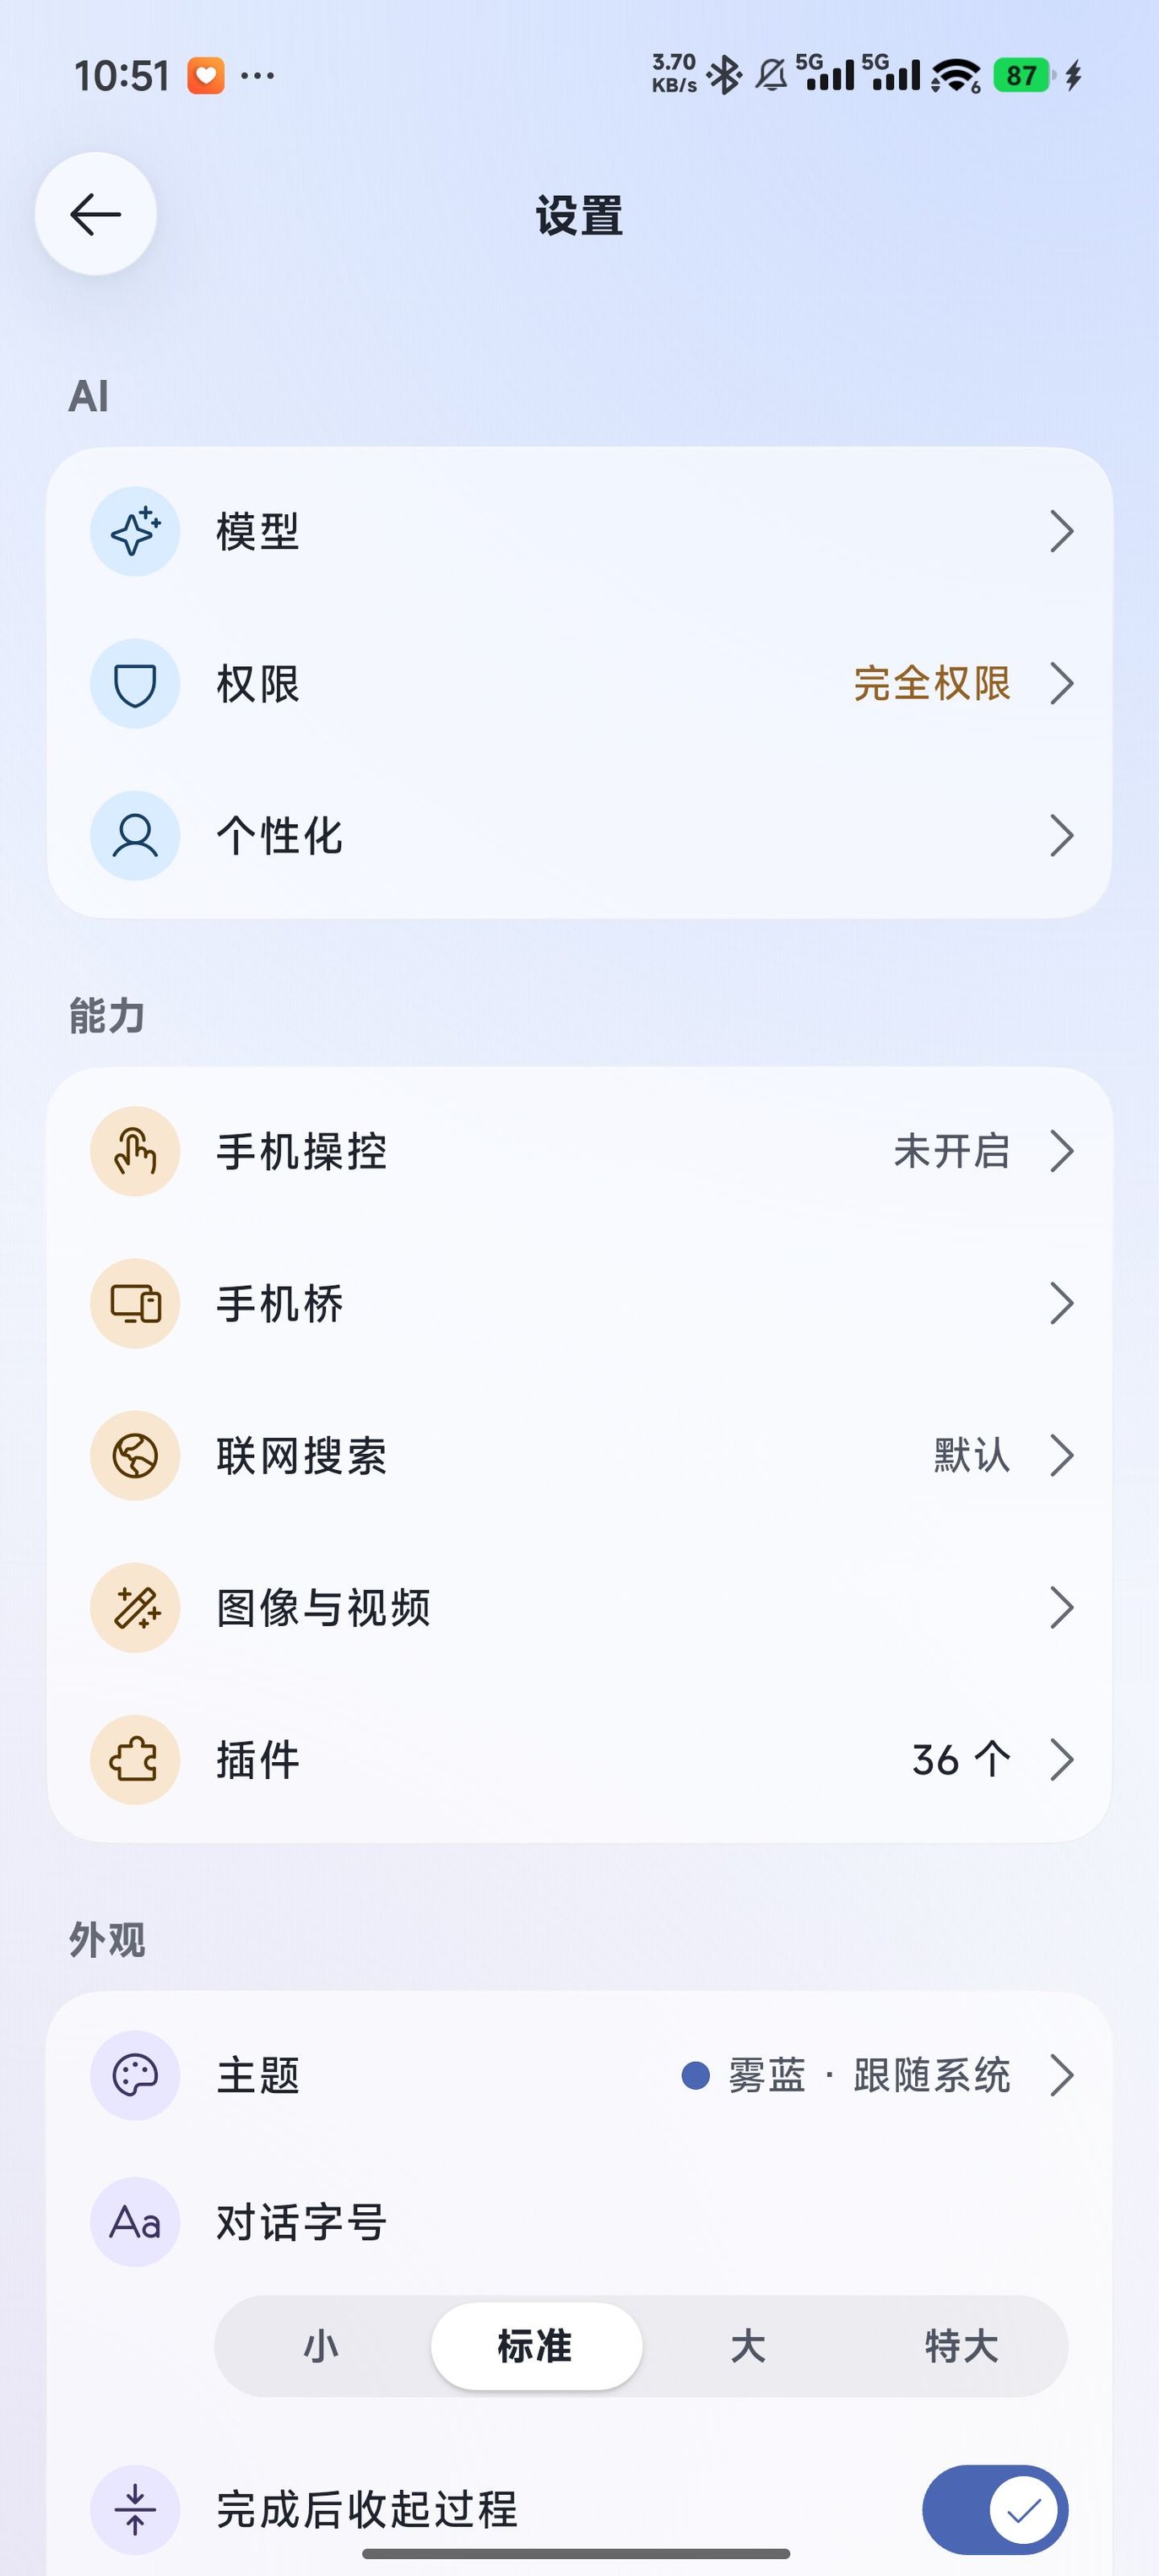 10:51
3.70
KB/s
5G
5G
6
87
设置
AI
模型
权限
完全权限
个性化
能力
手机操控
未开启
手机桥
联网搜索
默认
图像与视频
插件
36 个
外观
主题
雾蓝 · 跟随系统
Aa
对话字号
小
标准
大
特大
完成后收起过程